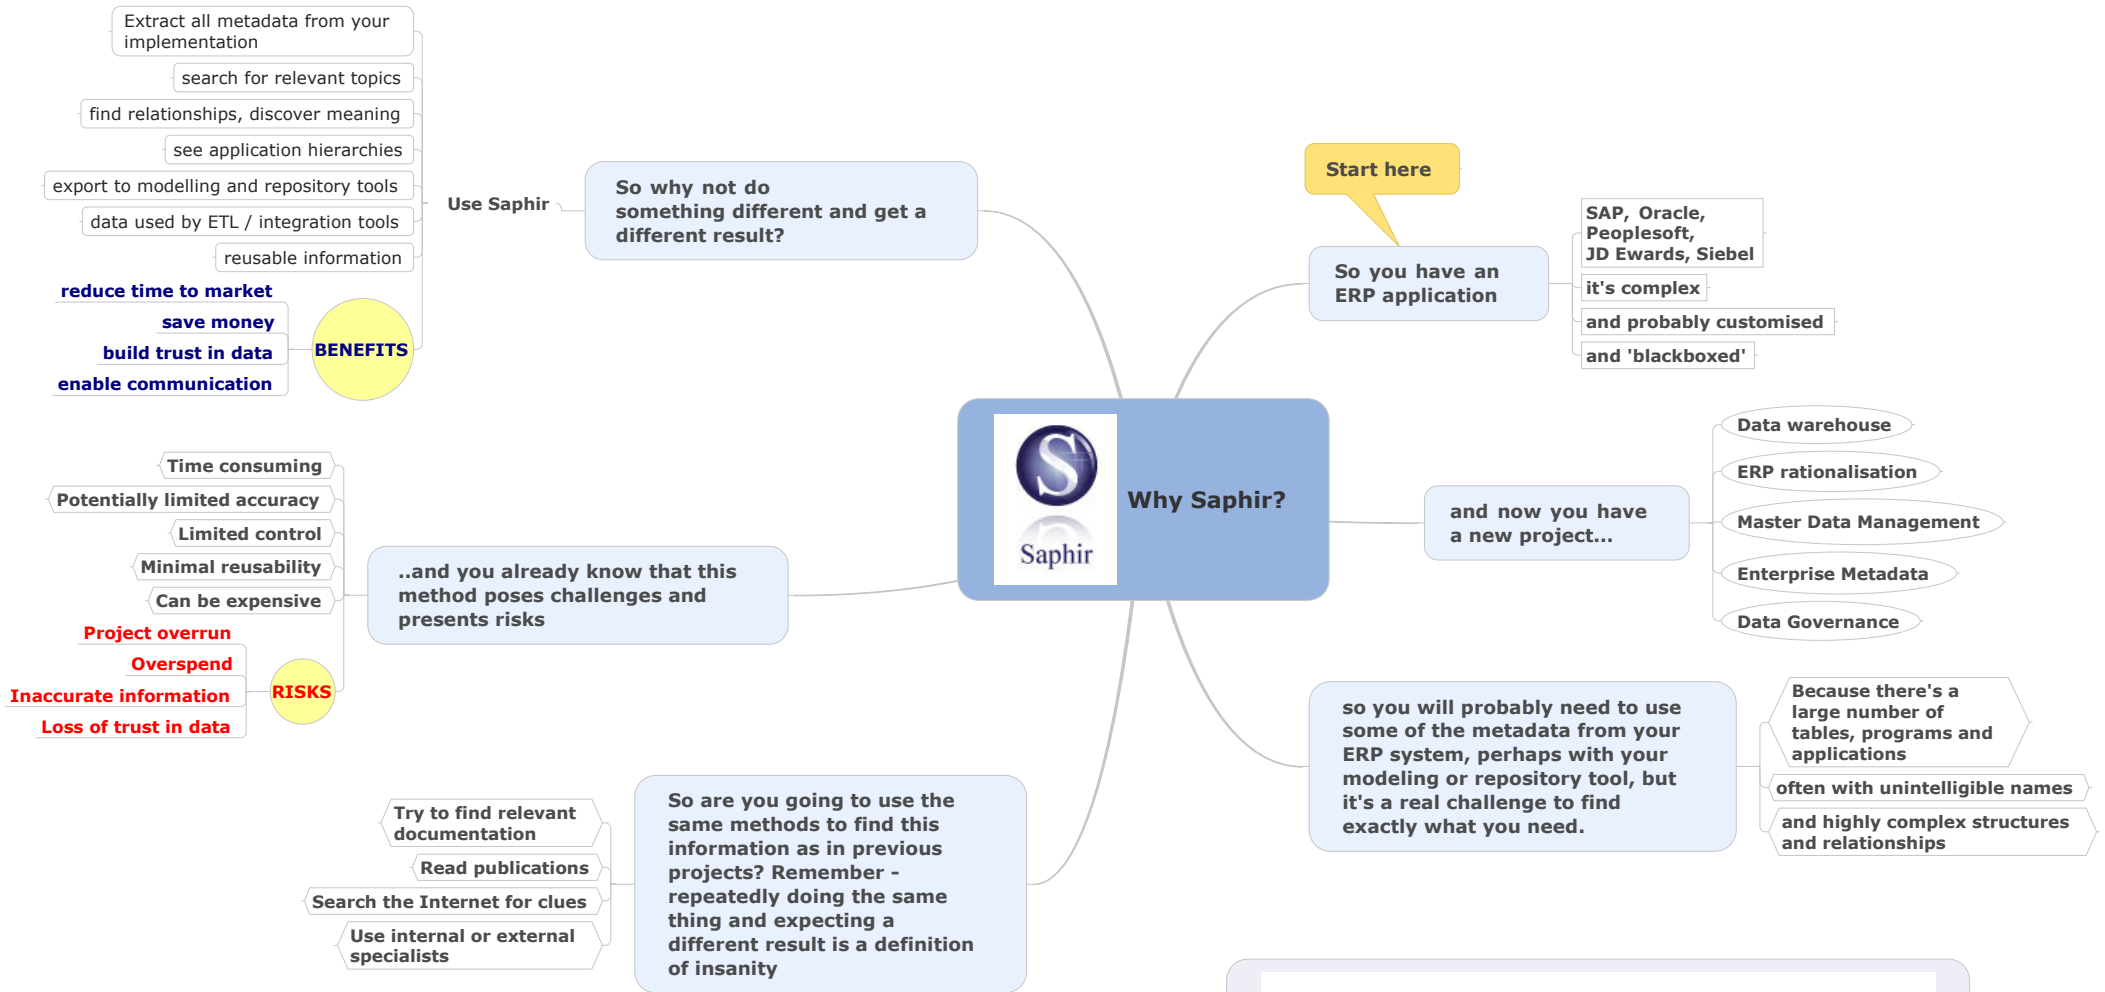 Why Saphir?
Saphir
Start here
So you have an
ERP application
SAP, Oracle,
Peoplesoft,
JD Ewards, Siebel
it's complex
and probably customised
and 'blackboxed'
and now you have
a new project...
Data warehouse
ERP rationalisation
Master Data Management
Enterprise Metadata
Data Governance
so you will probably need to use
some of the metadata from your
ERP system, perhaps with your
modeling or repository tool, but
it's a real challenge to find
exactly what you need.
Because there's a
large number of
tables, programs and
applications
often with unintelligible names
and highly complex structures
and relationships
So are you going to use the
same methods to find this
information as in previous
projects? Remember -
repeatedly doing the same
thing and expecting a
different result is a definition
of insanity
Try to find relevant
documentation
Read publications
Search the Internet for clues
Use internal or external
specialists
..and you already know that this
method poses challenges and
presents risks
Time consuming
Potentially limited accuracy
Limited control
Minimal reusability
Can be expensive
RISKS
Project overrun
Overspend
Inaccurate information
Loss of trust in data
So why not do
something different and get a
different result?
Use Saphir
Extract all metadata from your
implementation
search for relevant topics
find relationships, discover meaning
see application hierarchies
export to modelling and repository tools
data used by ETL / integration tools
reusable information
BENEFITS
reduce time to market
save money
build trust in data
enable communication